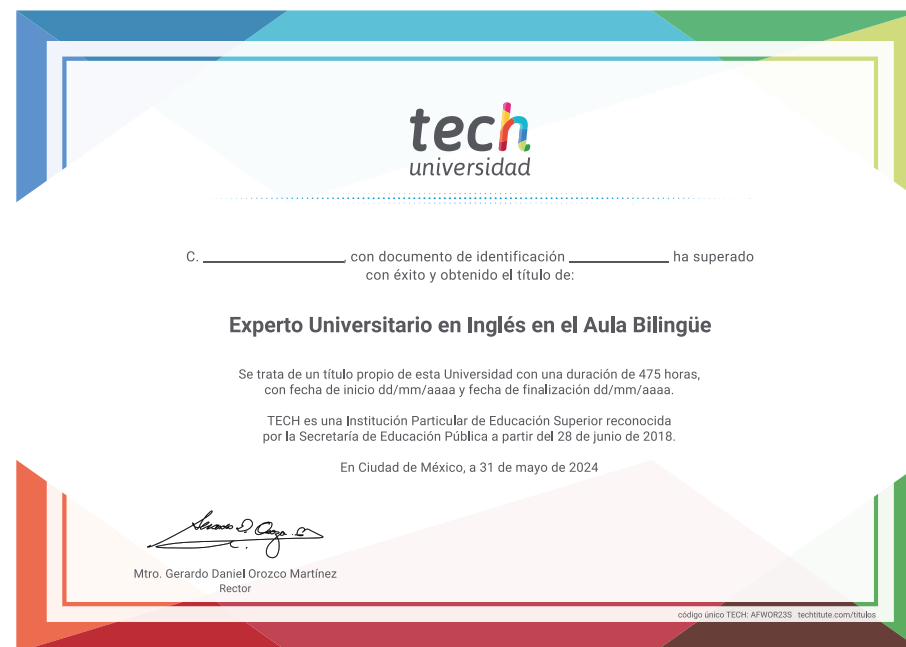 tech
universidad
C. ____________________, con documento de identificación ______________ ha superado
con éxito y obtenido el título de:
Experto Universitario en Inglés en el Aula Bilingüe
Se trata de un título propio de esta Universidad con una duración de 475 horas,
con fecha de inicio dd/mm/aaaa y fecha de finalización dd/mm/aaaa.
TECH es una Institución Particular de Educación Superior reconocida
por la Secretaría de Educación Pública a partir del 28 de junio de 2018.
En Ciudad de México, a 31 de mayo de 2024
Mtro. Gerardo Daniel Orozco Martínez
Rector
código único TECH: AFWOR23S techtitute.com/titulos